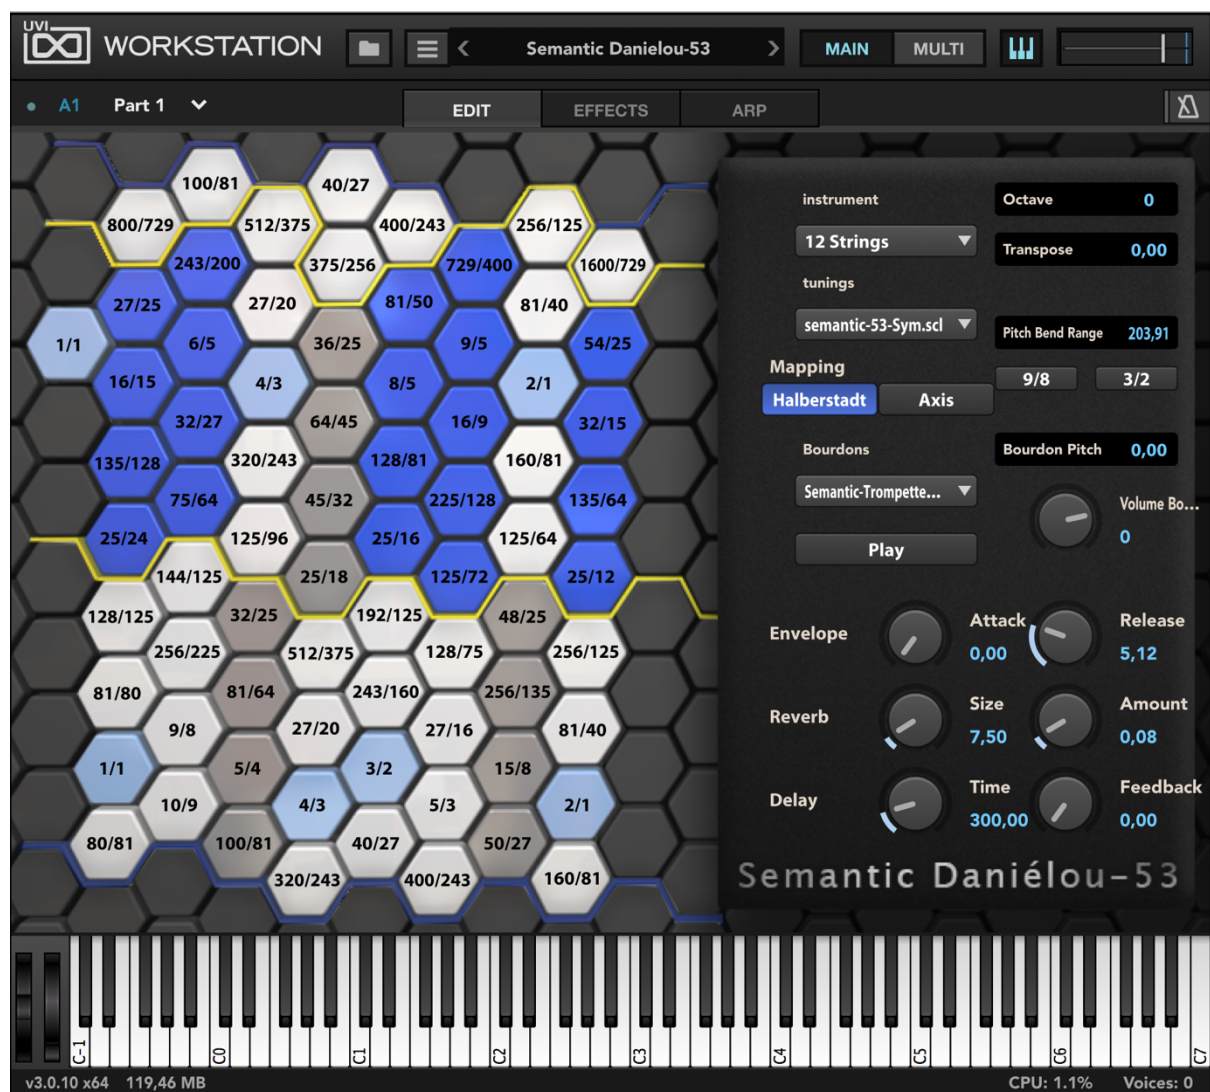 UVI
WORKSTATION
Semantic Danielou-53
MAIN
MULTI
A1
Part 1
EDIT
EFFECTS
ARP
100/81
40/27
800/729
512/375
400/243
256/125
243/200
375/256
729/400
1600/729
27/25
27/20
81/50
81/40
1/1
6/5
36/25
9/5
54/25
16/15
4/3
8/5
2/1
32/27
64/45
16/9
32/15
135/128
320/243
128/81
160/81
75/64
45/32
225/128
135/64
25/24
125/96
25/16
125/64
144/125
25/18
125/72
25/12
128/125
32/25
192/125
48/25
256/225
512/375
128/75
256/125
81/80
81/64
243/160
256/135
9/8
27/20
27/16
81/40
1/1
5/4
3/2
15/8
10/9
4/3
5/3
2/1
80/81
100/81
40/27
50/27
320/243
400/243
160/81
instrument
Octave
0
12 Strings
Transpose
0,00
tunings
semantic-53-Sym.scl
Pitch Bend Range
203,91
Mapping
9/8
3/2
Halberstadt
Axis
Bourdons
Bourdon Pitch
0,00
Semantic-Trompette...
Volume Bo...
0
Play
Envelope
Attack
0,00
Release
5,12
Reverb
Size
7,50
Amount
0,08
Delay
Time
300,00
Feedback
0,00
Semantic Daniélou-53
C-1
C0
C1
C2
C3
C4
C5
C6
C7
v3.0.10 x64
119,46 MB
CPU: 1.1%
Voices: 0